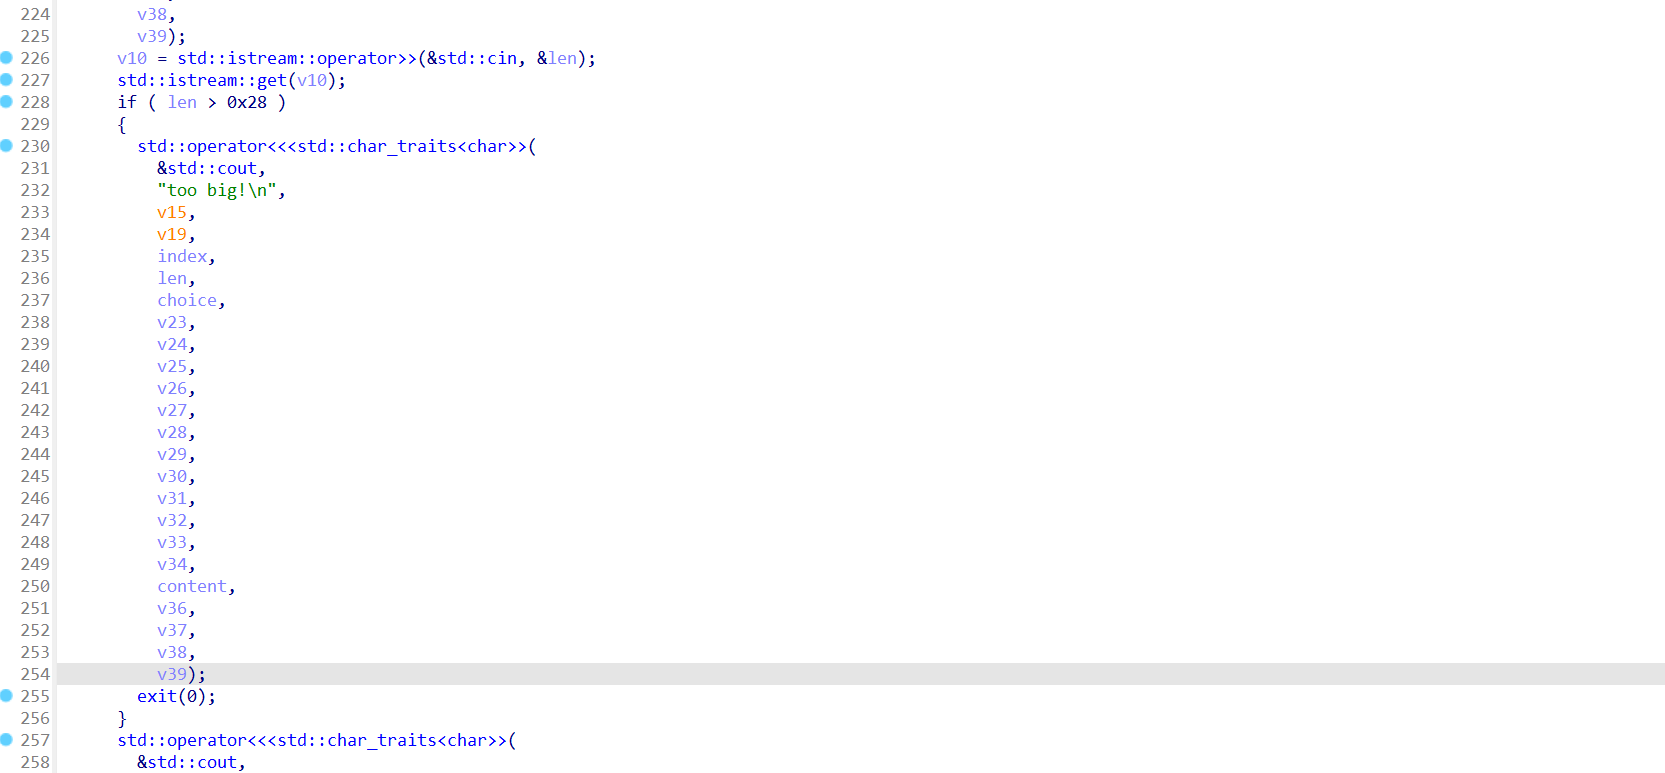 224 v38,
225 v39);
226 v10 = std::istream::operator>>(&std::cin, &len);
227 std::istream::get(v10);
228 if ( len > 0x28 )
229 {
230 std::operator<<<std::char_traits<char>>(
231 &std::cout,
232 "too big!\n",
233 v15,
234 v19,
235 index,
236 len,
237 choice,
238 v23,
239 v24,
240 v25,
241 v26,
242 v27,
243 v28,
244 v29,
245 v30,
246 v31,
247 v32,
248 v33,
249 v34,
250 content,
251 v36,
252 v37,
253 v38,
254 v39);
255 exit(0);
256 }
257 std::operator<<<std::char_traits<char>>(
258 &std::cout,